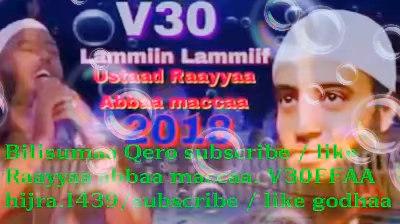 V30
Lammiin Lammiif
Ustaad Raayyaa
Abbaa maccaa
2018
Bilisumaa Qero subscribe / like
Raayyaa abbaa maccaa V30FFAA
hijra.1439/subscribe / like godhaa